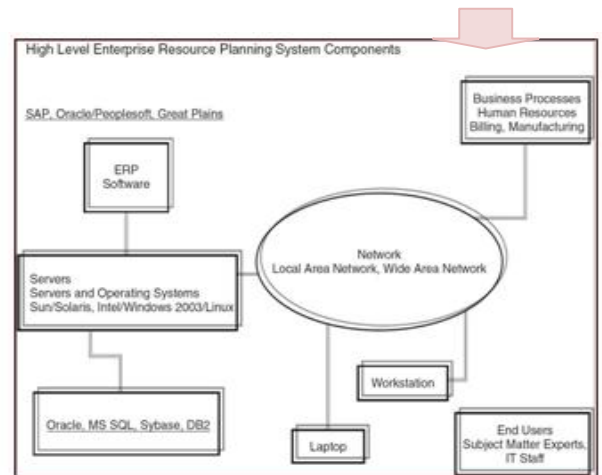 High Level Enterprise Resource Planning System Components
SAP, Oracle/Peoplesoft, Great Plains
Business Processes
Human Resources
Billing, Manufacturing
ERP
Software
Network
Local Area Network, Wide Area Network
Servers
Servers and Operating Systems
Sun/Solaris, Intel/Windows 2003/Linux
Workstation
Oracle, MS SQL, Sybase, DB2
Laptop
End Users
Subject Matter Experts,
IT Staff